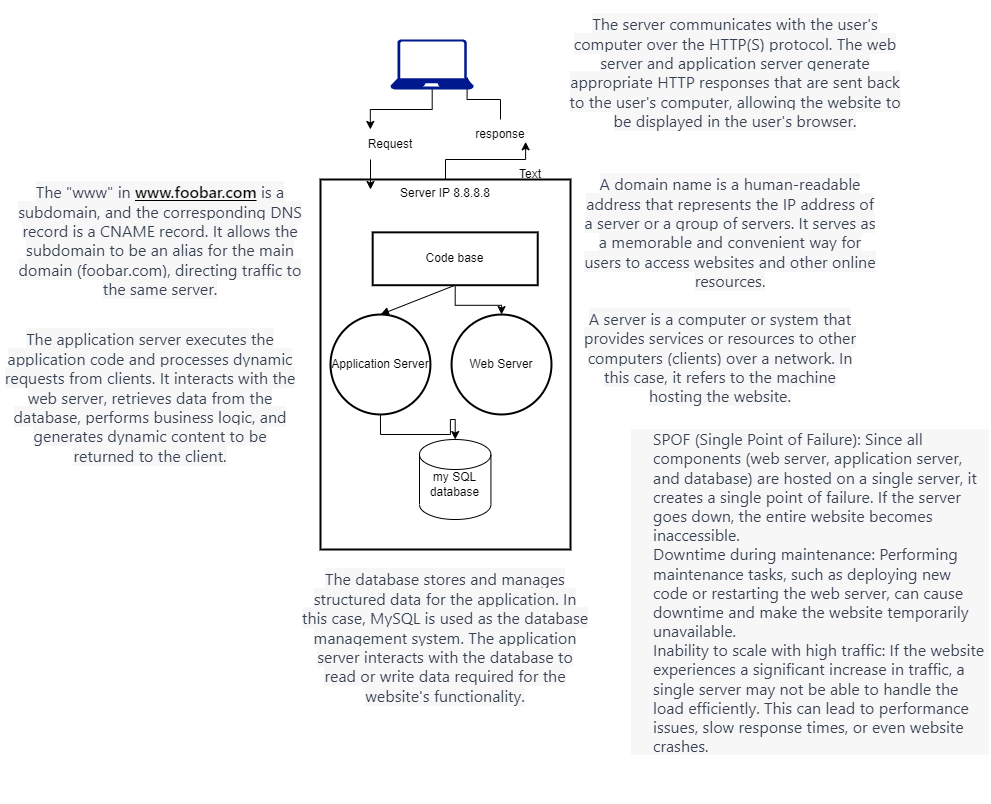 The server communicates with the user's
computer over the HTTP(S) protocol. The web
server and application server generate
appropriate HTTP responses that are sent back
to the user's computer, allowing the website to
be displayed in the user's browser.
Request
response
Text
Server IP 8.8.8.8
The "www" in www.foobar.com is a
subdomain, and the corresponding DNS
record is a CNAME record. It allows the
subdomain to be an alias for the main
domain (foobar.com), directing traffic to
the same server.
A domain name is a human-readable
address that represents the IP address of
a server or a group of servers. It serves as
a memorable and convenient way for
users to access websites and other online
resources.
Code base
The application server executes the
application code and processes dynamic
requests from clients. It interacts with the
web server, retrieves data from the
database, performs business logic, and
generates dynamic content to be
returned to the client.
Application Server
Web Server
A server is a computer or system that
provides services or resources to other
computers (clients) over a network. In
this case, it refers to the machine
hosting the website.
my SQL
database
SPOF (Single Point of Failure): Since all
components (web server, application server,
and database) are hosted on a single server, it
creates a single point of failure. If the server
goes down, the entire website becomes
inaccessible.
Downtime during maintenance: Performing
maintenance tasks, such as deploying new
code or restarting the web server, can cause
downtime and make the website temporarily
unavailable.
Inability to scale with high traffic: If the website
experiences a significant increase in traffic, a
single server may not be able to handle the
load efficiently. This can lead to performance
issues, slow response times, or even website
crashes.
The database stores and manages
structured data for the application. In
this case, MySQL is used as the database
management system. The application
server interacts with the database to
read or write data required for the
website's functionality.